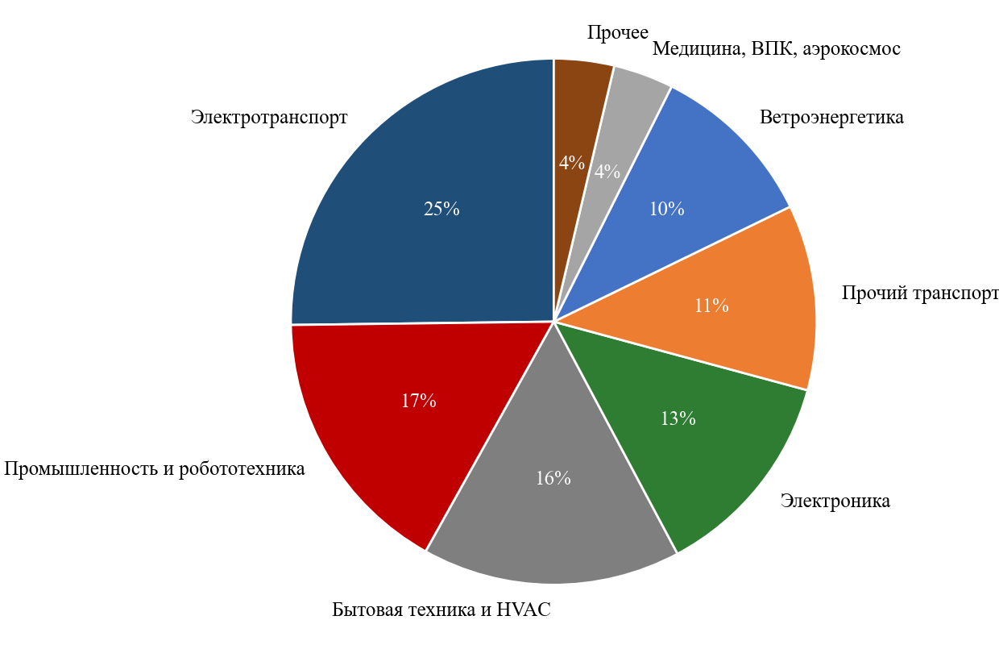 Прочее
Медицина, ВПК, аэрокосмос
Электротранспорт
Ветроэнергетика
4%
4%
25%
10%
Прочий транспорт
11%
17%
13%
Промышленность и робототехника
16%
Электроника
Бытовая техника и HVAC